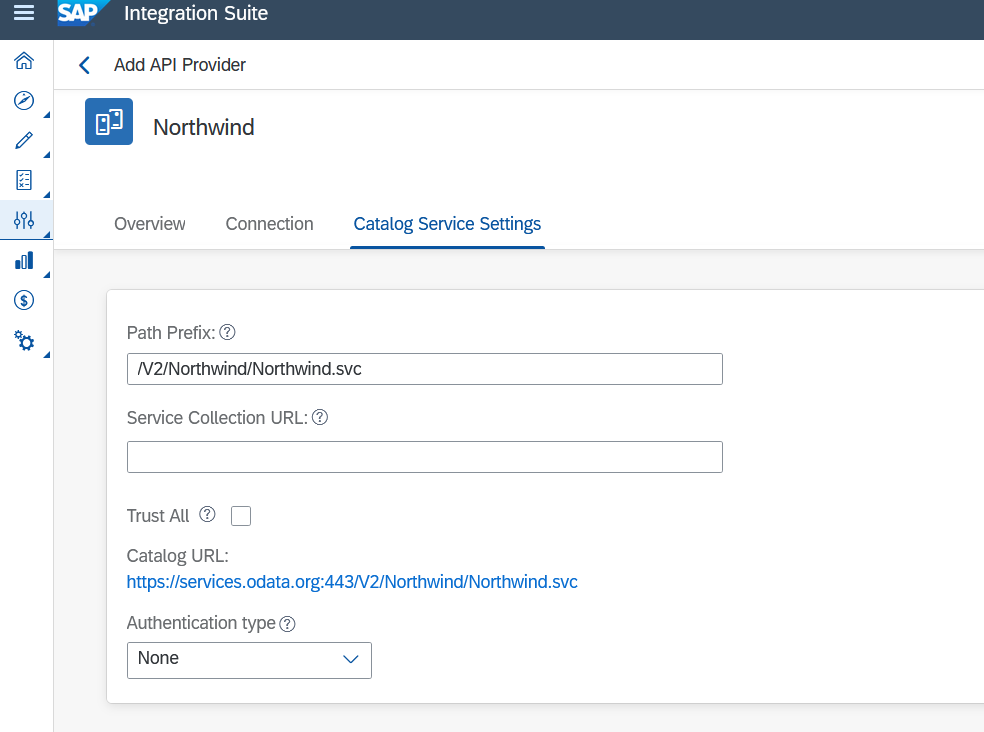 SAP Integration Suite
Add API Provider
Northwind
Overview Connection Catalog Service Settings
Path Prefix: ?
/V2/Northwind/Northwind.svc
Service Collection URL: ?
Trust All ?
Catalog URL:
https://services.odata.org:443/V2/Northwind/Northwind.svc
Authentication type ?
None
$